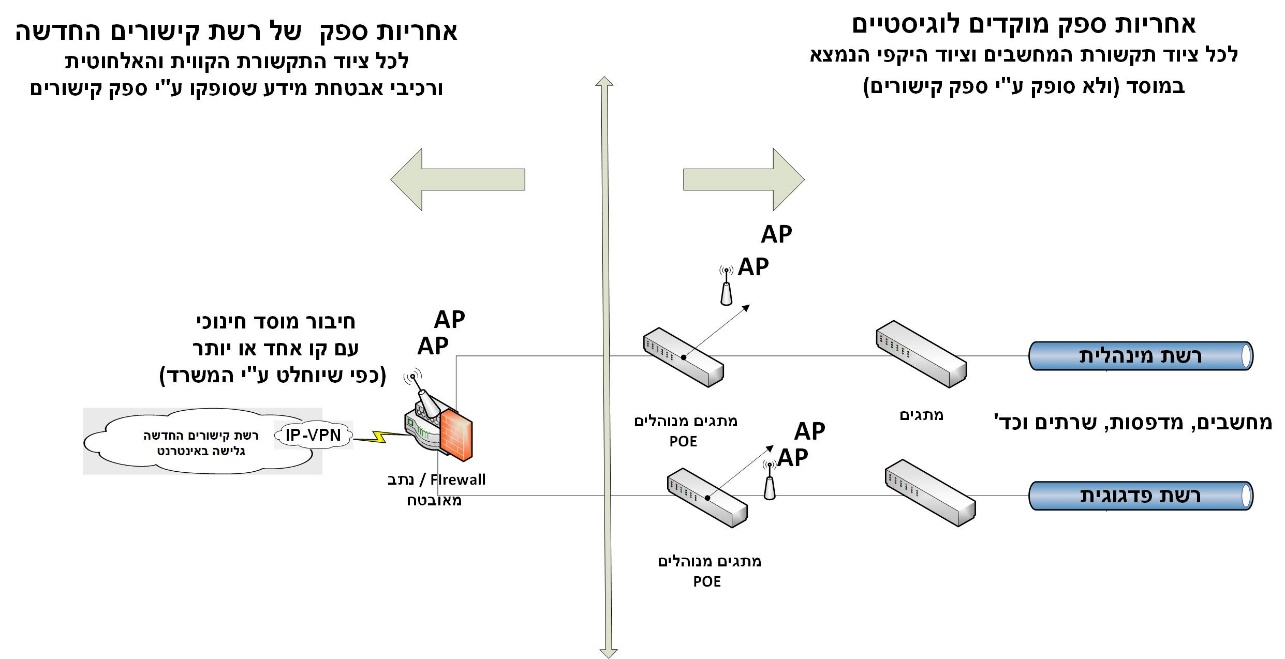 אחריות ספק מוקדים לוגיסטיים
לכל ציוד תקשורת המחשבים וציוד היקפי הנמצא
במוסד (ולא סופק ע"י ספק קישורים)
אחריות ספק של רשת קישורים החדשה
לכל ציוד התקשורת הקווית והאלחוטית
ורכיבי אבטחת מידע שסופקו ע"י ספק קישורים
AP
AP
רשת מינהלית
מתגים
מתגים מנוהלים
POE
מחשבים, מדפסות, שרתים וכד'
AP
AP
רשת פדגוגית
מתגים מנוהלים
POE
חיבור מוסד חינוכי
עם קו אחד או יותר
(כפי שיוחלט ע"י המשרד)
AP
AP
Firewall / נתב
מאובטח
IP-VPN
רשת קישורים החדשה
גלישה באינטרנט